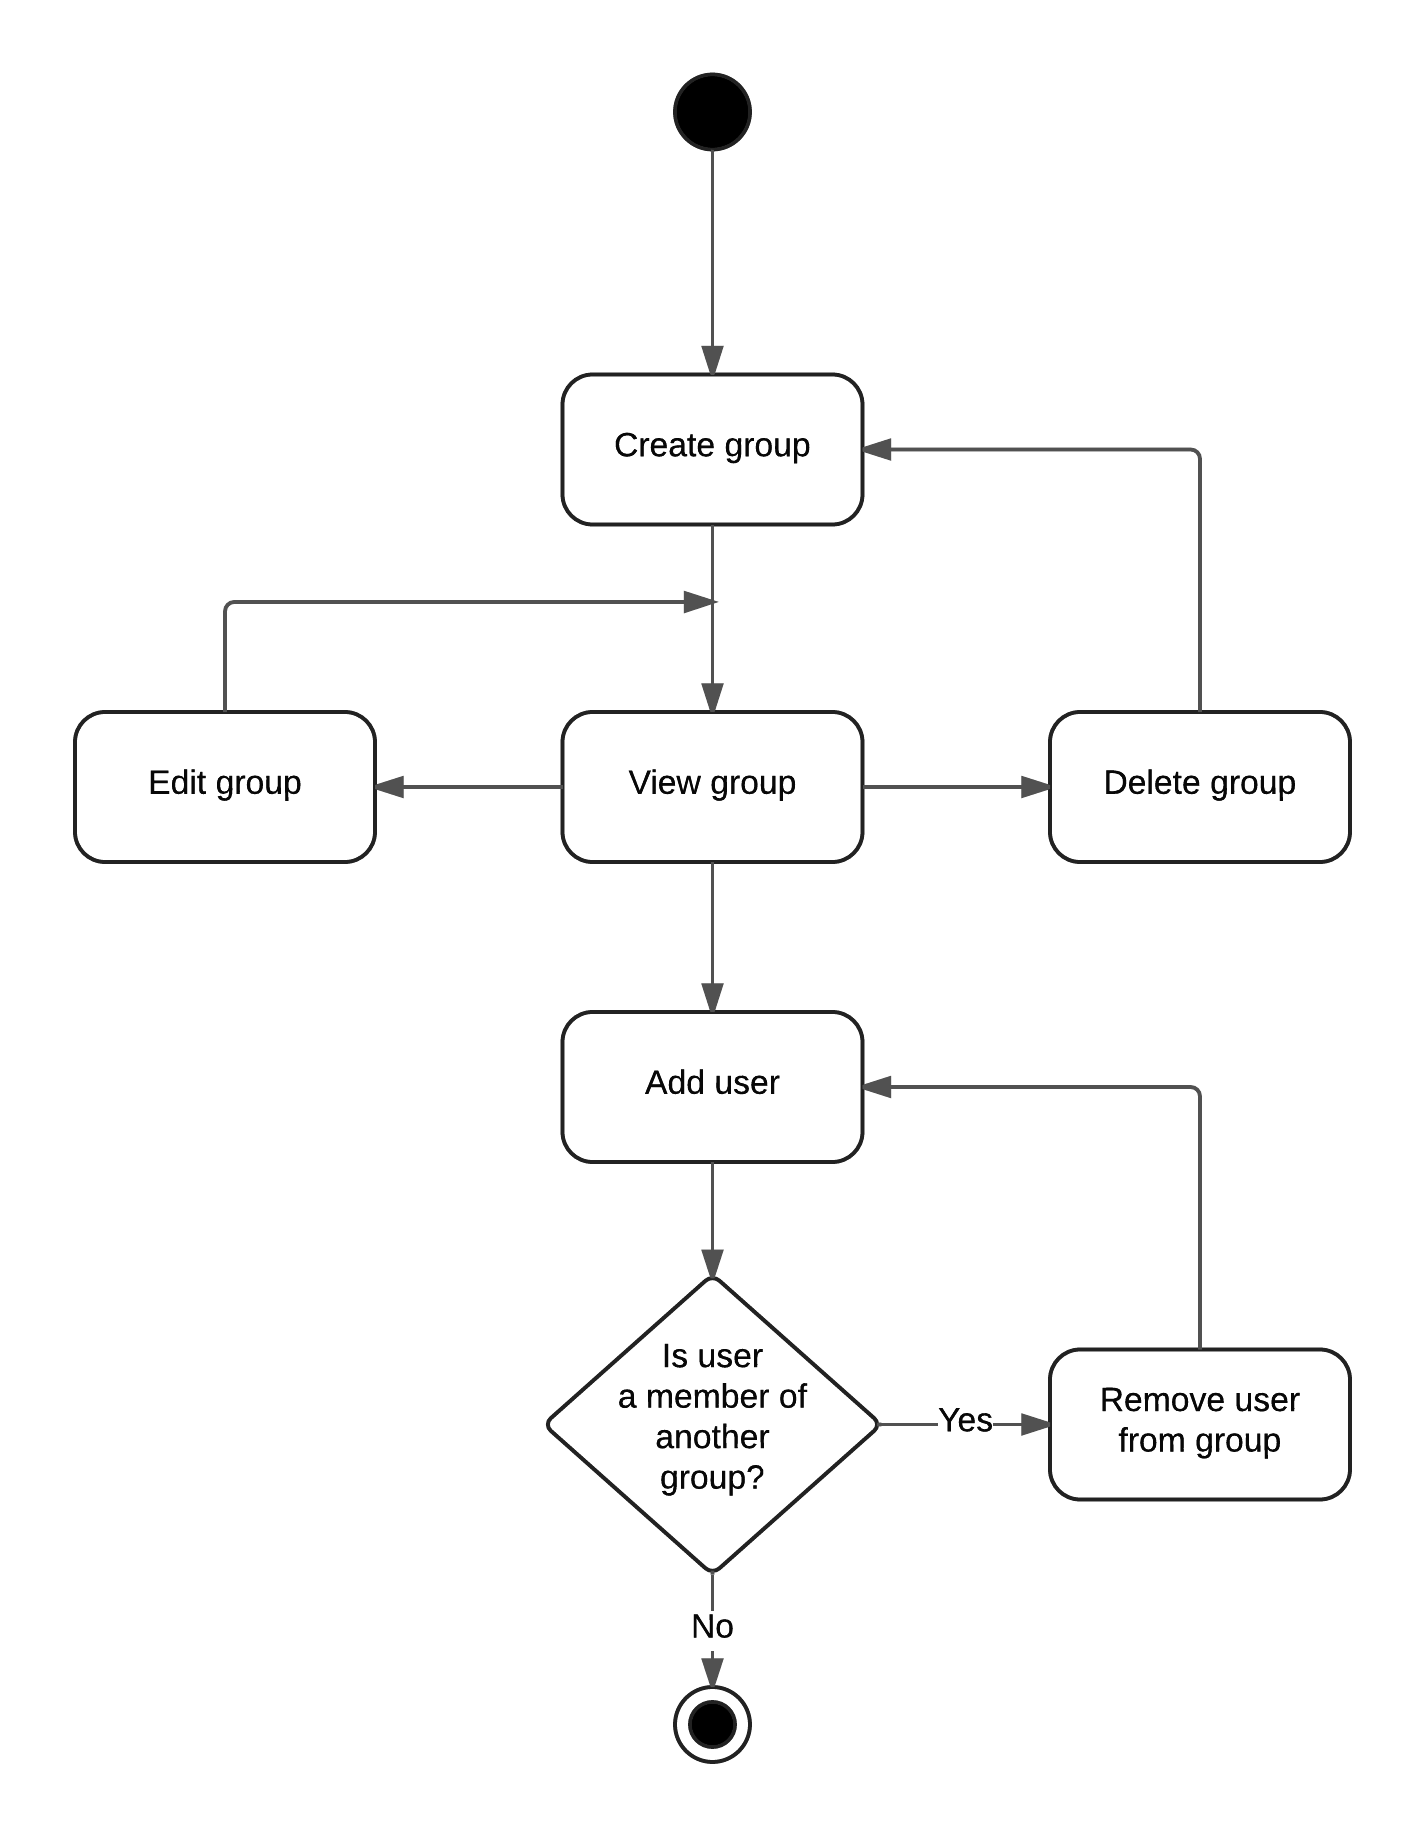 Create group
Edit group
View group
Delete group
Add user
Is user
a member of
another
group?
Yes
Remove user
from group
No